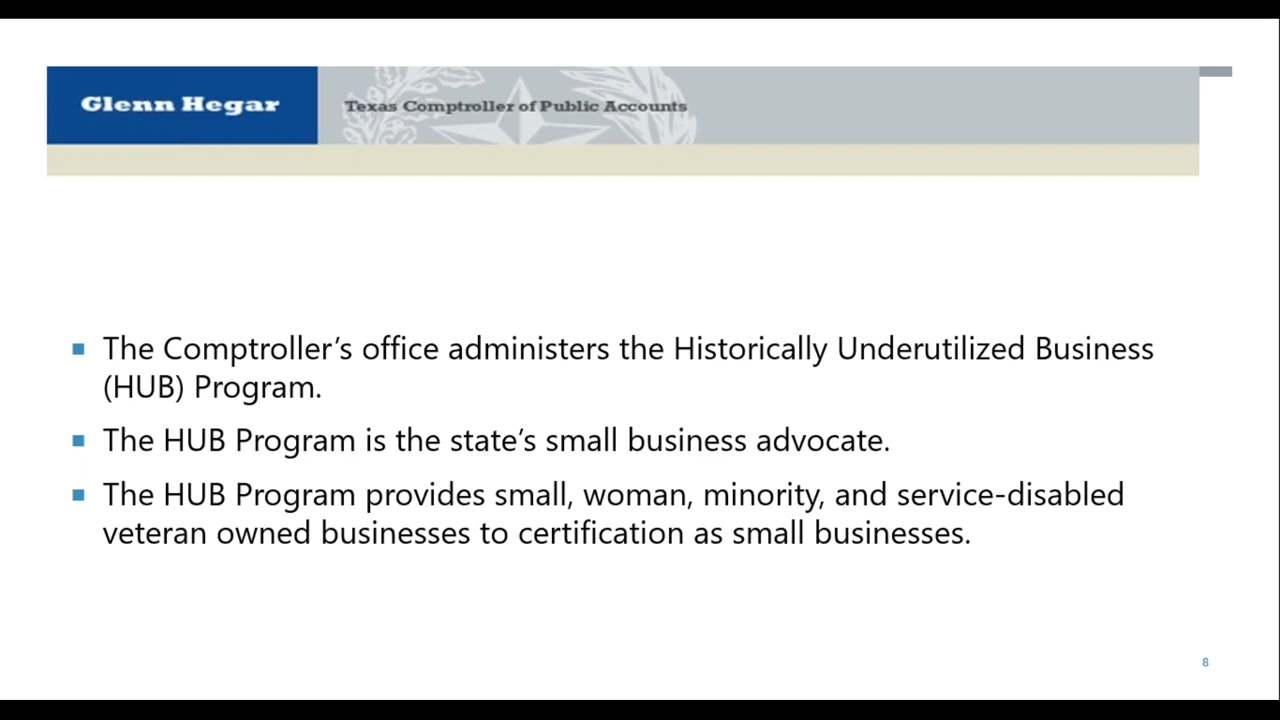 Glenn Hegar
Texas Comptroller of Public Accounts
The Comptroller’s office administers the Historically Underutilized Business
(HUB) Program.
The HUB Program is the state’s small business advocate.
The HUB Program provides small, woman, minority, and service-disabled
veteran owned businesses to certification as small businesses.
8